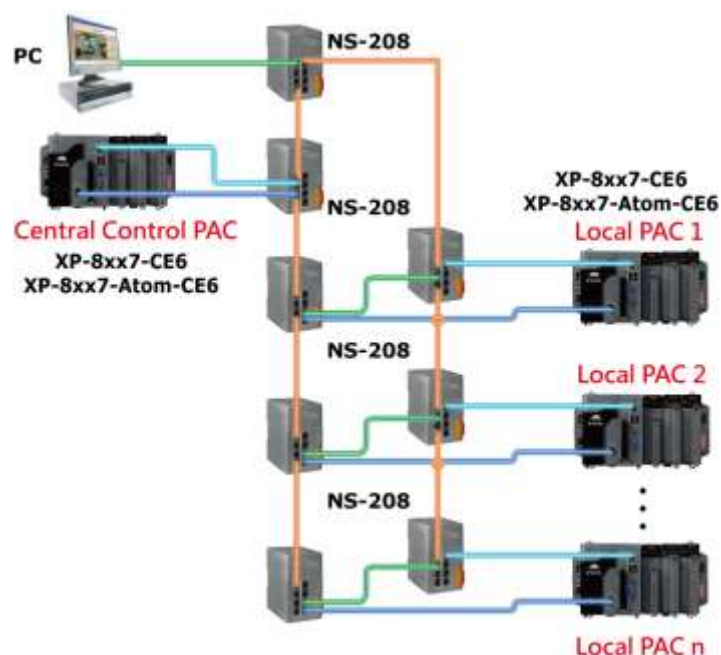 NS-208
PC
NS-208
Central Control PAC
XP-8xx7-CE6
XP-8xx7-Atom-CE6
XP-8xx7-CE6
XP-8xx7-Atom-CE6
Local PAC 1
NS-208
Local PAC 2
NS-208
Local PAC n